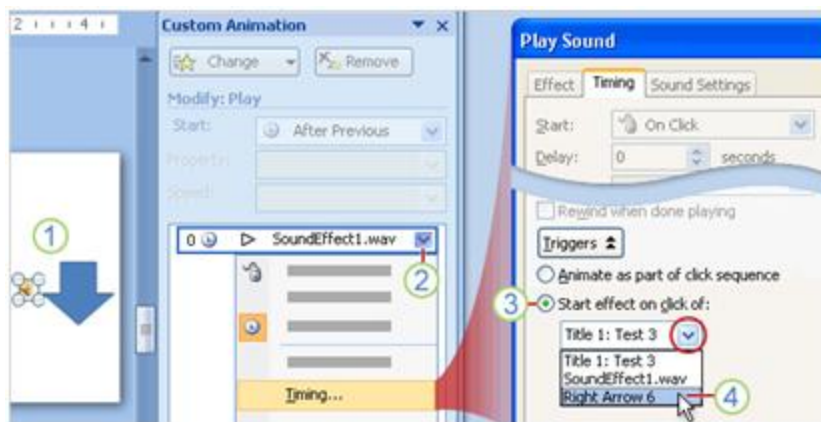 2 1 1 1 4 1
Custom Animation
Change
Remove
Modify: Play
Start:
After Previous
Property:
Speed:
1
0 SoundEffect1.wav
2
Timing...
Play Sound
Effect Timing Sound Settings
Start:
On Click
Delay:
0
seconds
Rewind when done playing
Triggers
Animate as part of click sequence
3
Start effect on click of:
Title 1: Test 3
Title 1: Test 3
SoundEffect1.wav
Right Arrow 6
4